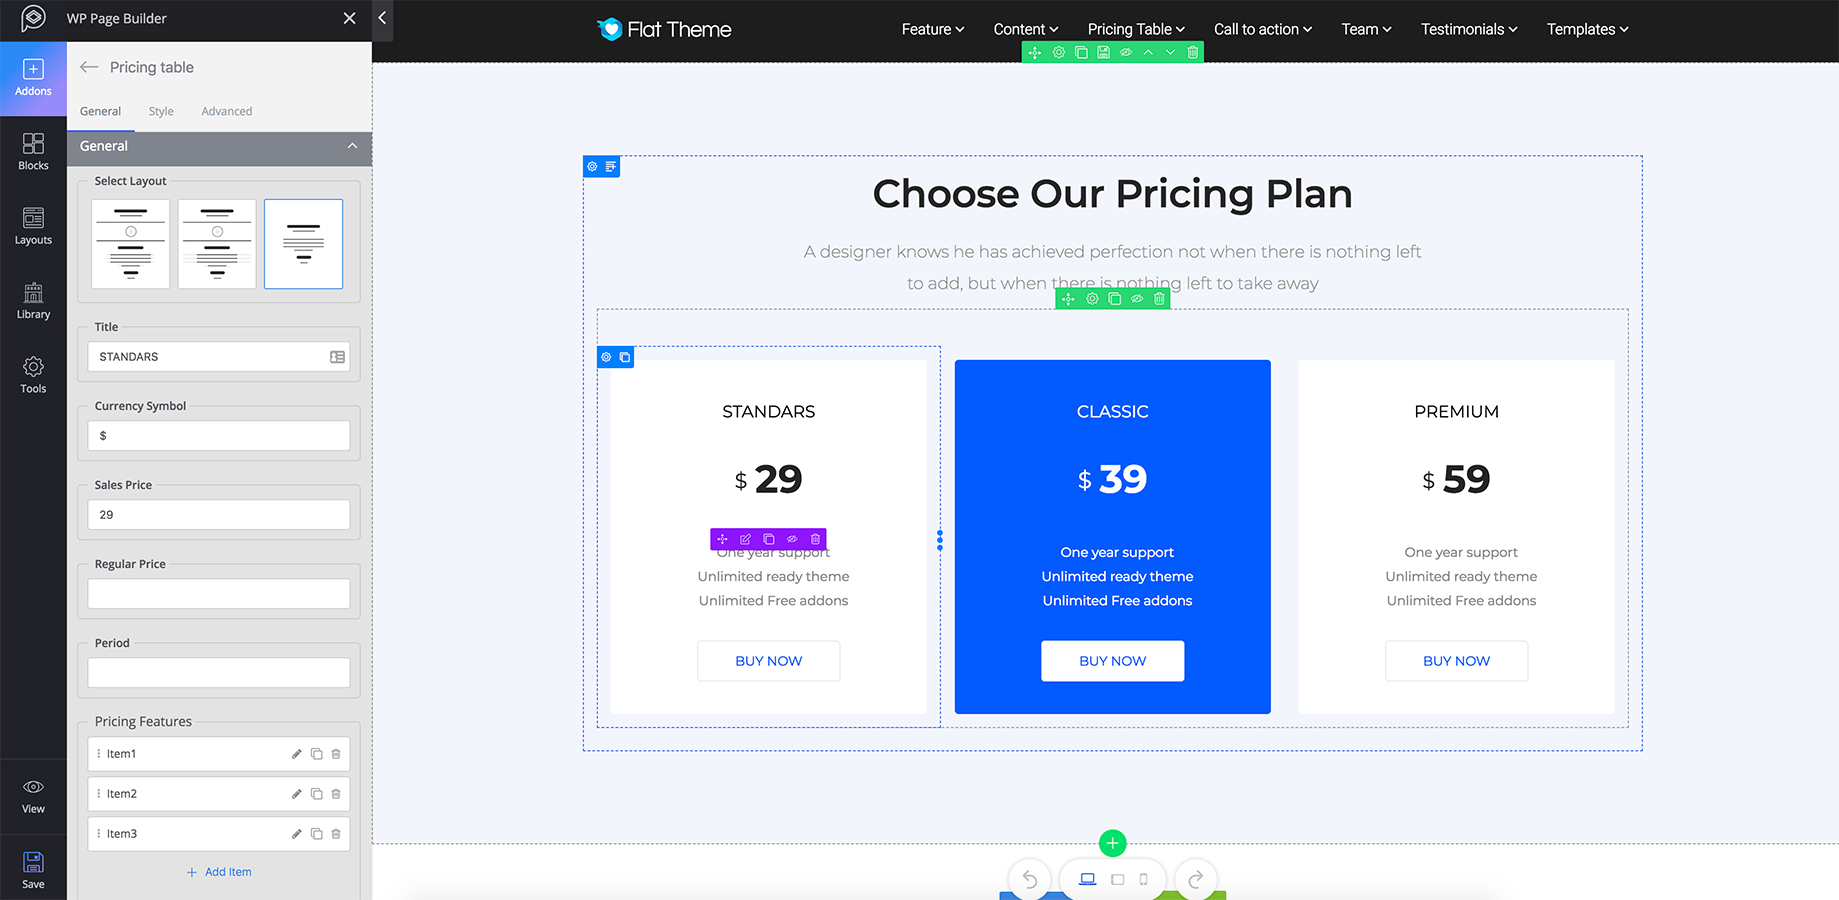 WP Page Builder
Addons
Blocks
Layouts
Library
Tools
View
Save
Pricing table
General
Style
Advanced
General
Select Layout
Title
STANDARS
Currency Symbol
$
Sales Price
29
Regular Price
Period
Pricing Features
Item1
Item2
Item3
Add Item
Flat Theme
Feature
Content
Pricing Table
Call to action
Team
Testimonials
Templates
Choose Our Pricing Plan
A designer knows he has achieved perfection not when there is nothing left
to add, but when there is nothing left to take away
STANDARS
$ 29
One year support
Unlimited ready theme
Unlimited Free addons
BUY NOW
CLASSIC
$ 39
One year support
Unlimited ready theme
Unlimited Free addons
BUY NOW
PREMIUM
$ 59
One year support
Unlimited ready theme
Unlimited Free addons
BUY NOW